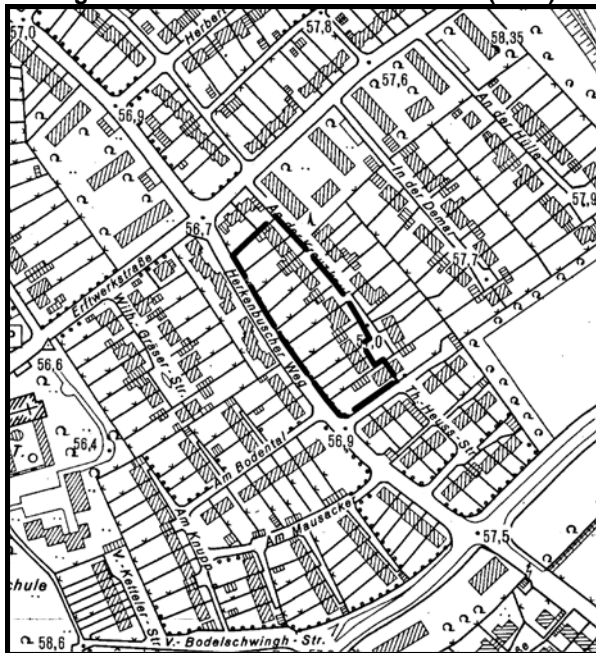 57,0
57,8
58,35
57,6
56,9
An der Hülle
In der Demar
57,9
56,7
57,7
Erftwerkstraße
Wilh.-Gräser-Str.
Herkenbuscher Weg
56,6
56,4
T.
Th.-Heuss-Str.
56,9
Am Bodental
Am Kaupp
Am Mausacker
57,5
V.-Ketteler-Str.
chule
58,6
V.-Bodelschwingh-Str.